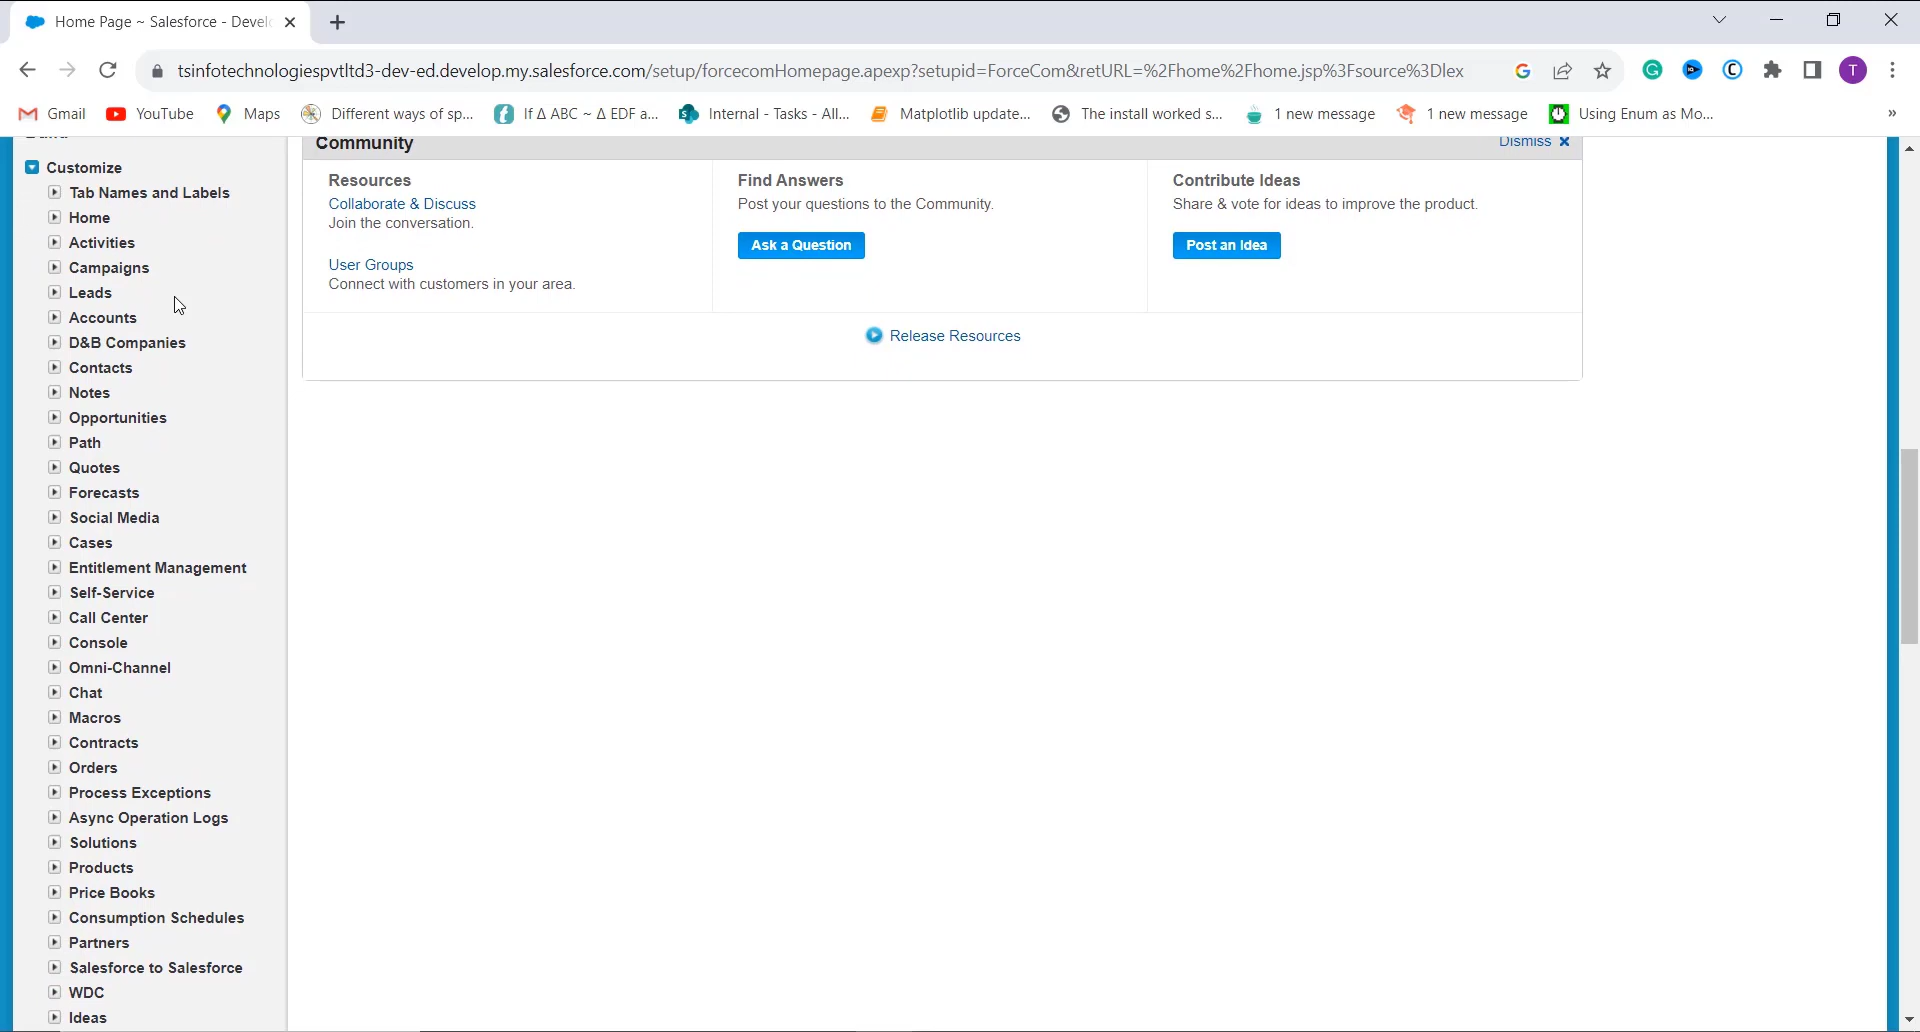 Home Page ~ Salesforce - Devel
tsinfotechnologiespvtltd3-dev-ed.develop.my.salesforce.com/setup/forcecomHomepage.apexp?setupid=ForceCom&retURL=%2Fhome%2Fhome.jsp%3Fsource%3Dlex
T
Gmail YouTube Maps Different ways of sp... If Δ ABC ~ Δ EDF a... Internal - Tasks - All... Matplotlib update... The install worked s... 1 new message 1 new message Using Enum as Mo... »
Customize
Tab Names and Labels
Home
Activities
Campaigns
Leads
Accounts
D&B Companies
Contacts
Notes
Opportunities
Path
Quotes
Forecasts
Social Media
Cases
Entitlement Management
Self-Service
Call Center
Console
Omni-Channel
Chat
Macros
Contracts
Orders
Process Exceptions
Async Operation Logs
Solutions
Products
Price Books
Consumption Schedules
Partners
Salesforce to Salesforce
WDC
Ideas
Community
Dismiss
Resources
Collaborate & Discuss
Join the conversation.
User Groups
Connect with customers in your area.
Find Answers
Post your questions to the Community.
Ask a Question
Contribute Ideas
Share & vote for ideas to improve the product.
Post an Idea
Release Resources